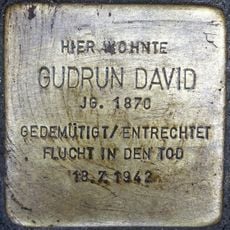 HIER WOHNTE
GUDRUN DAVID
JG. 1870
GEDEMÜTIGT/ENTRECHTET
FLUCHT IN DEN TOD
18.7.1942